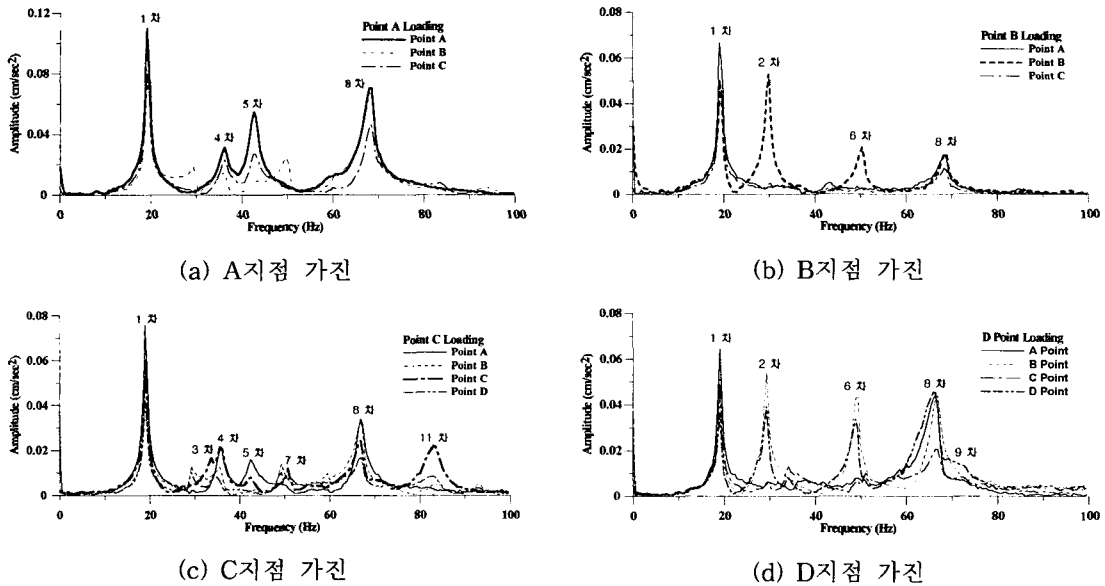 0.12
0.08
0.04
0
Amplitude (cm/sec2)
1 차
4 차
5 차
8 차
Point A Loading
Point A
Point B
Point C
0 20 40 60 80 100
Frequency (Hz)
(a) A지점 가진
0.08
0.06
0.04
0.02
0
Amplitude (cm/sec2)
1 차
2 차
6 차
8 차
Point B Loading
Point A
Point B
Point C
0 20 40 60 80 100
Frequency (Hz)
(b) B지점 가진
0.08
0.06
0.04
0.02
0
Amplitude (cm/sec2)
1 차
3 차
4 차
5 차
7 차
8 차
11 차
Point C Loading
Point A
Point B
Point C
Point D
0 20 40 60 80 100
Frequency (Hz)
(c) C지점 가진
0.08
0.06
0.04
0.02
0
Amplitude (cm/sec2)
1 차
2 차
6 차
8 차
9 차
D Point Loading
A Point
B Point
C Point
D Point
0 20 40 60 80 100
Frequency (Hz)
(d) D지점 가진